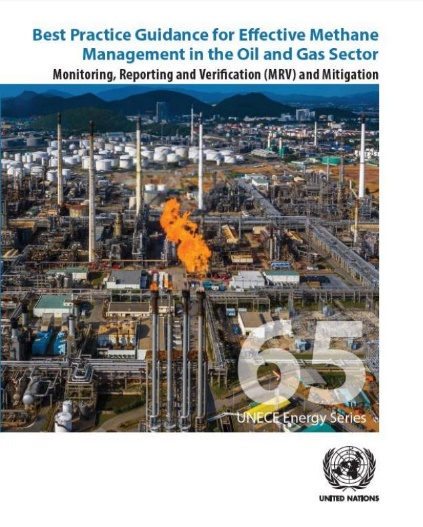 Best Practice Guidance for Effective Methane
Management in the Oil and Gas Sector
Monitoring, Reporting and Verification (MRV) and Mitigation
65
UNECE Energy Series
UNITED NATIONS